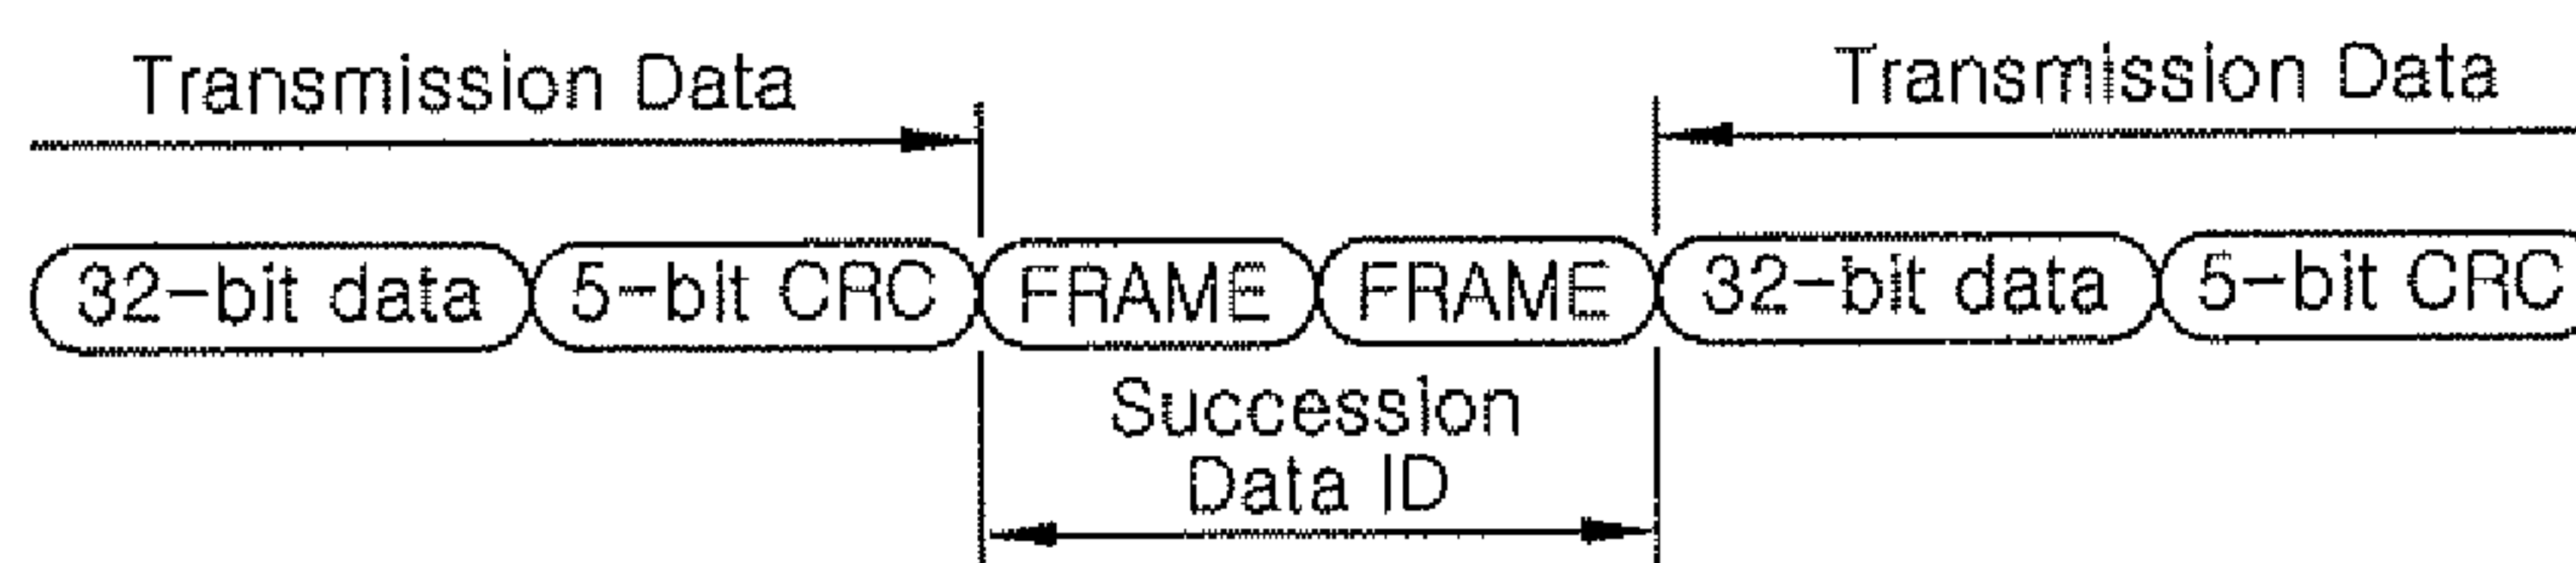 Transmission Data
Transmission Data
32-bit data 5-bit CRC FRAME FRAME 32-bit data 5-bit CRC
Succession
Data ID